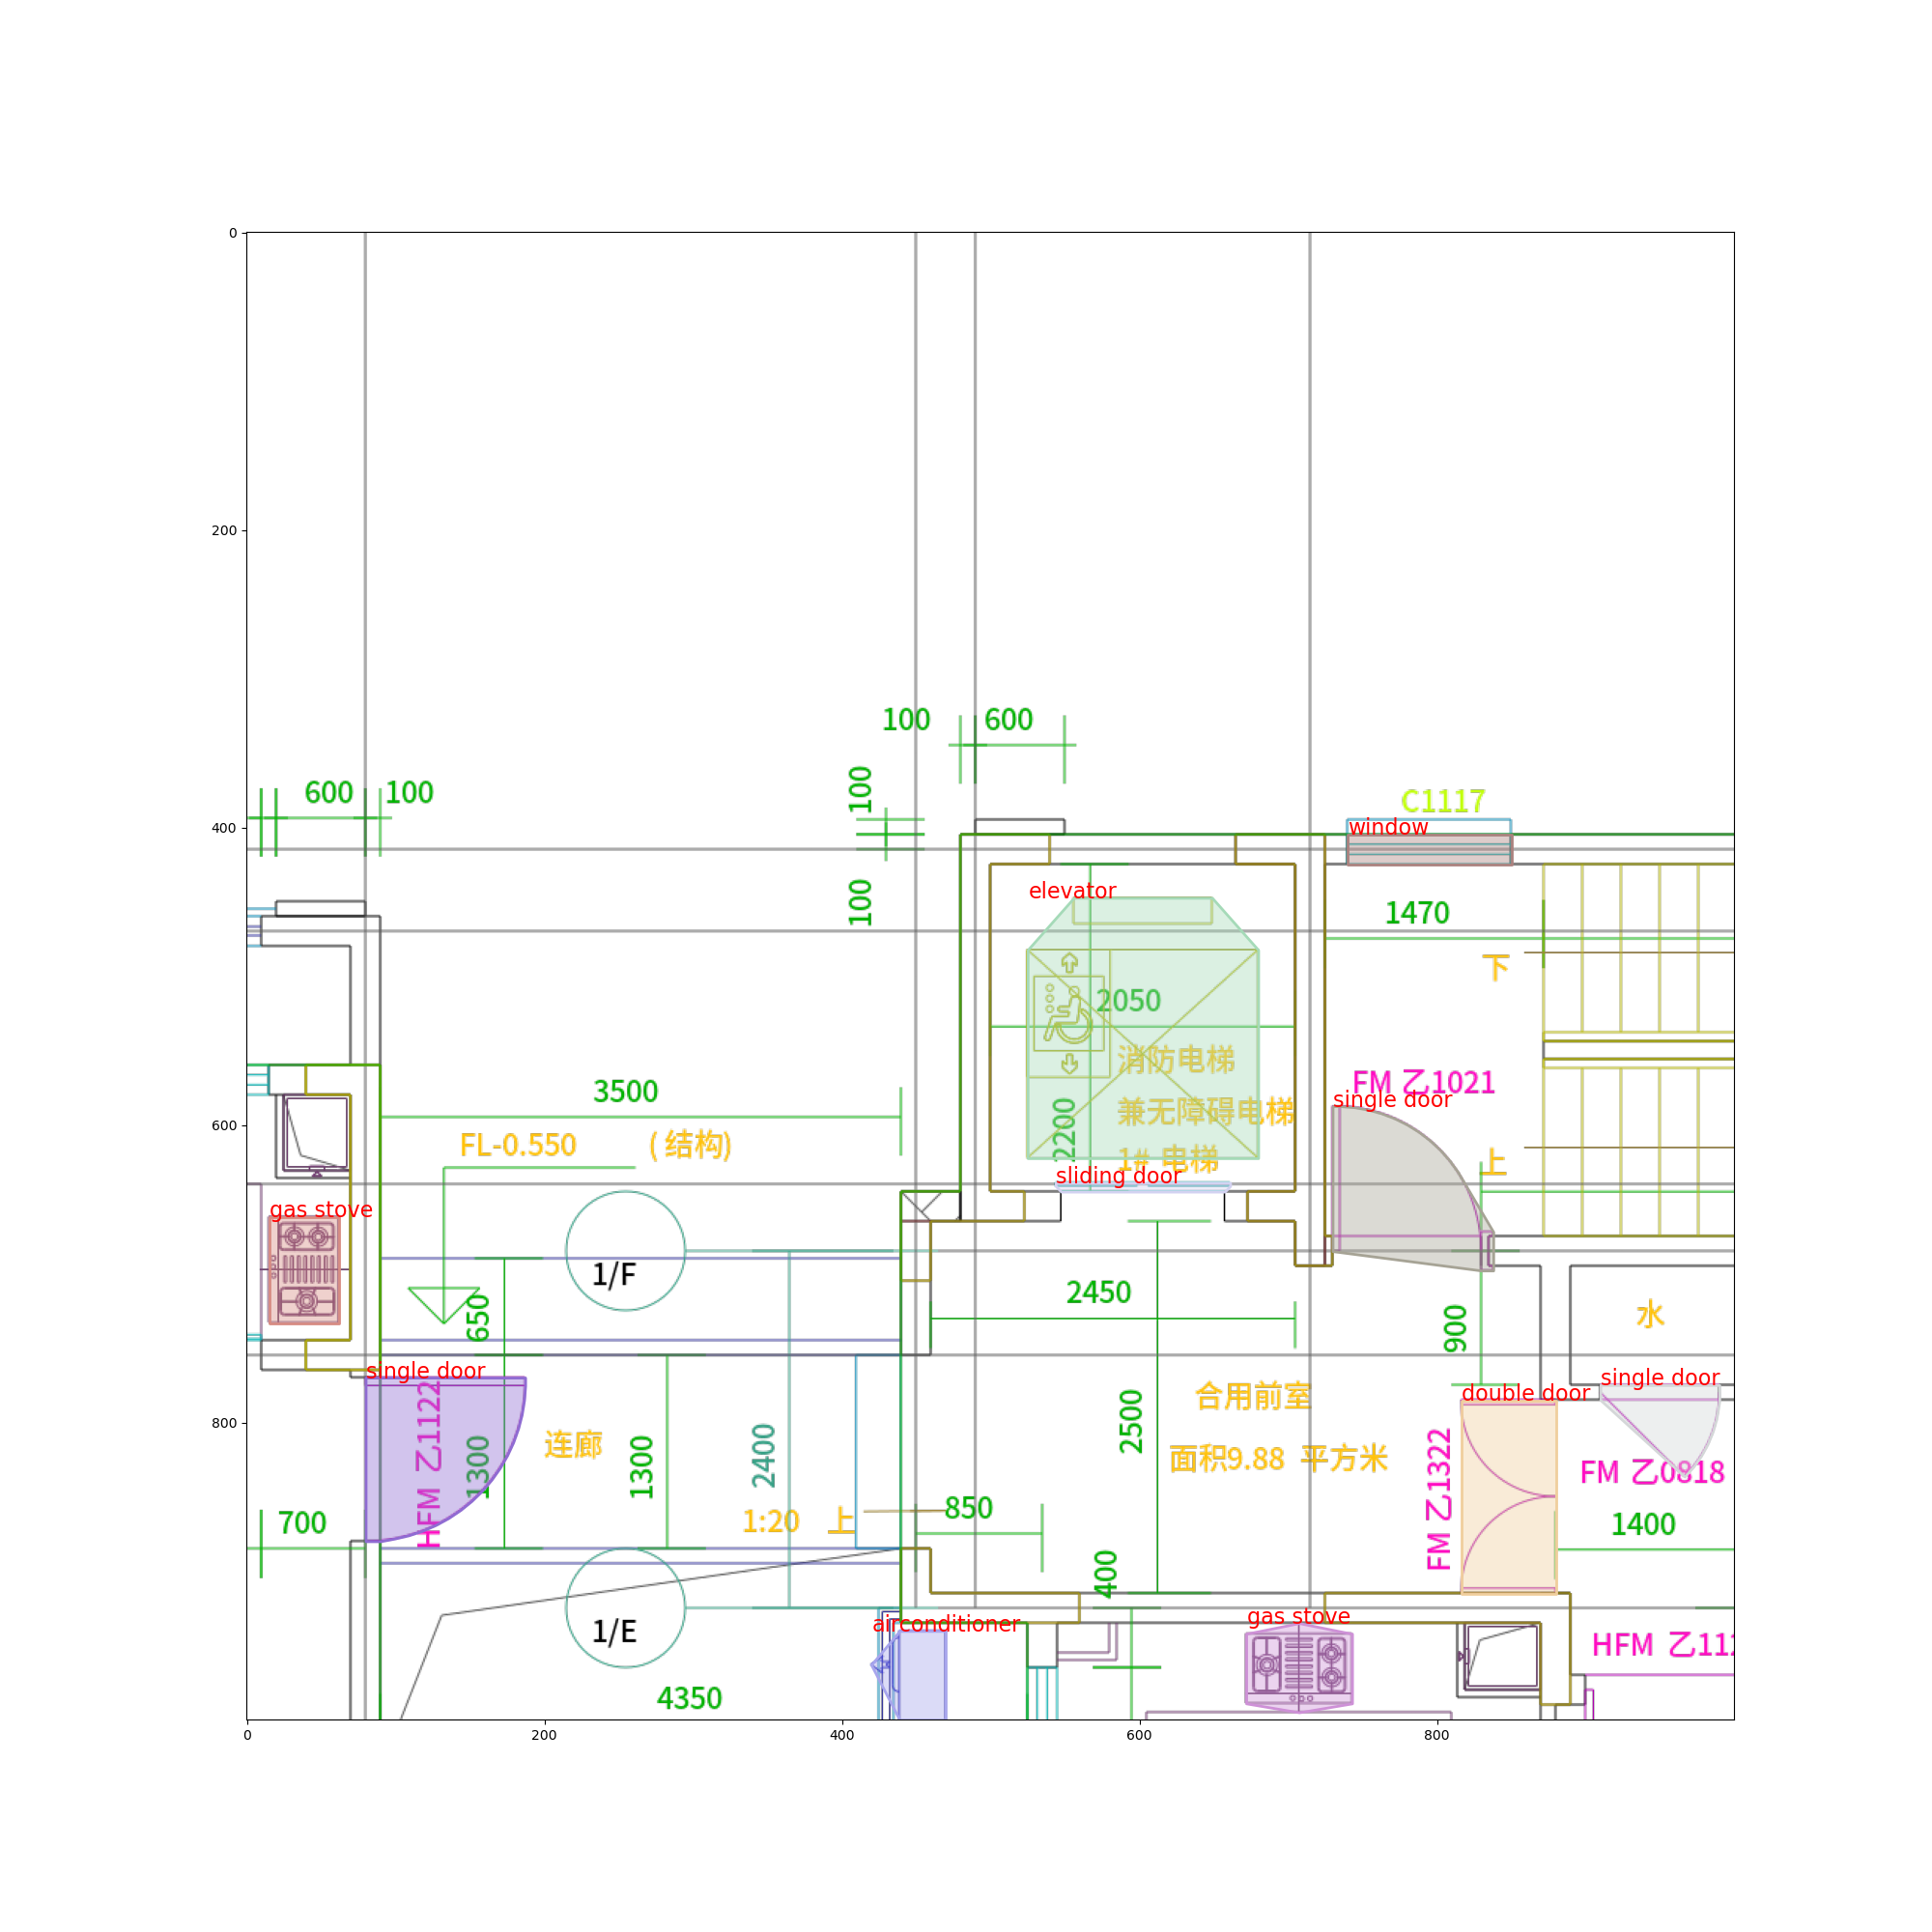 0
200
100 600
100
600 100
C1117
window
400
elevator
100
1470
下
2050
消防电梯
FM 乙1021
3500
single door
兼无障碍电梯
2200
600
FL-0.550 (结构)
1# 电梯
上
sliding door
gas stove
1/F
2450
650
水
900
single door
single door
double door
合用前室
HFM 乙1122
2500
800
连廊
1300
1300
2400
面积9.88 平方米
FM 乙1322
FM 乙0818
850
700
1:20 上
1400
400
gas stove
airconditioner
1/E
HFM 乙112
4350
0 200 400 600 800